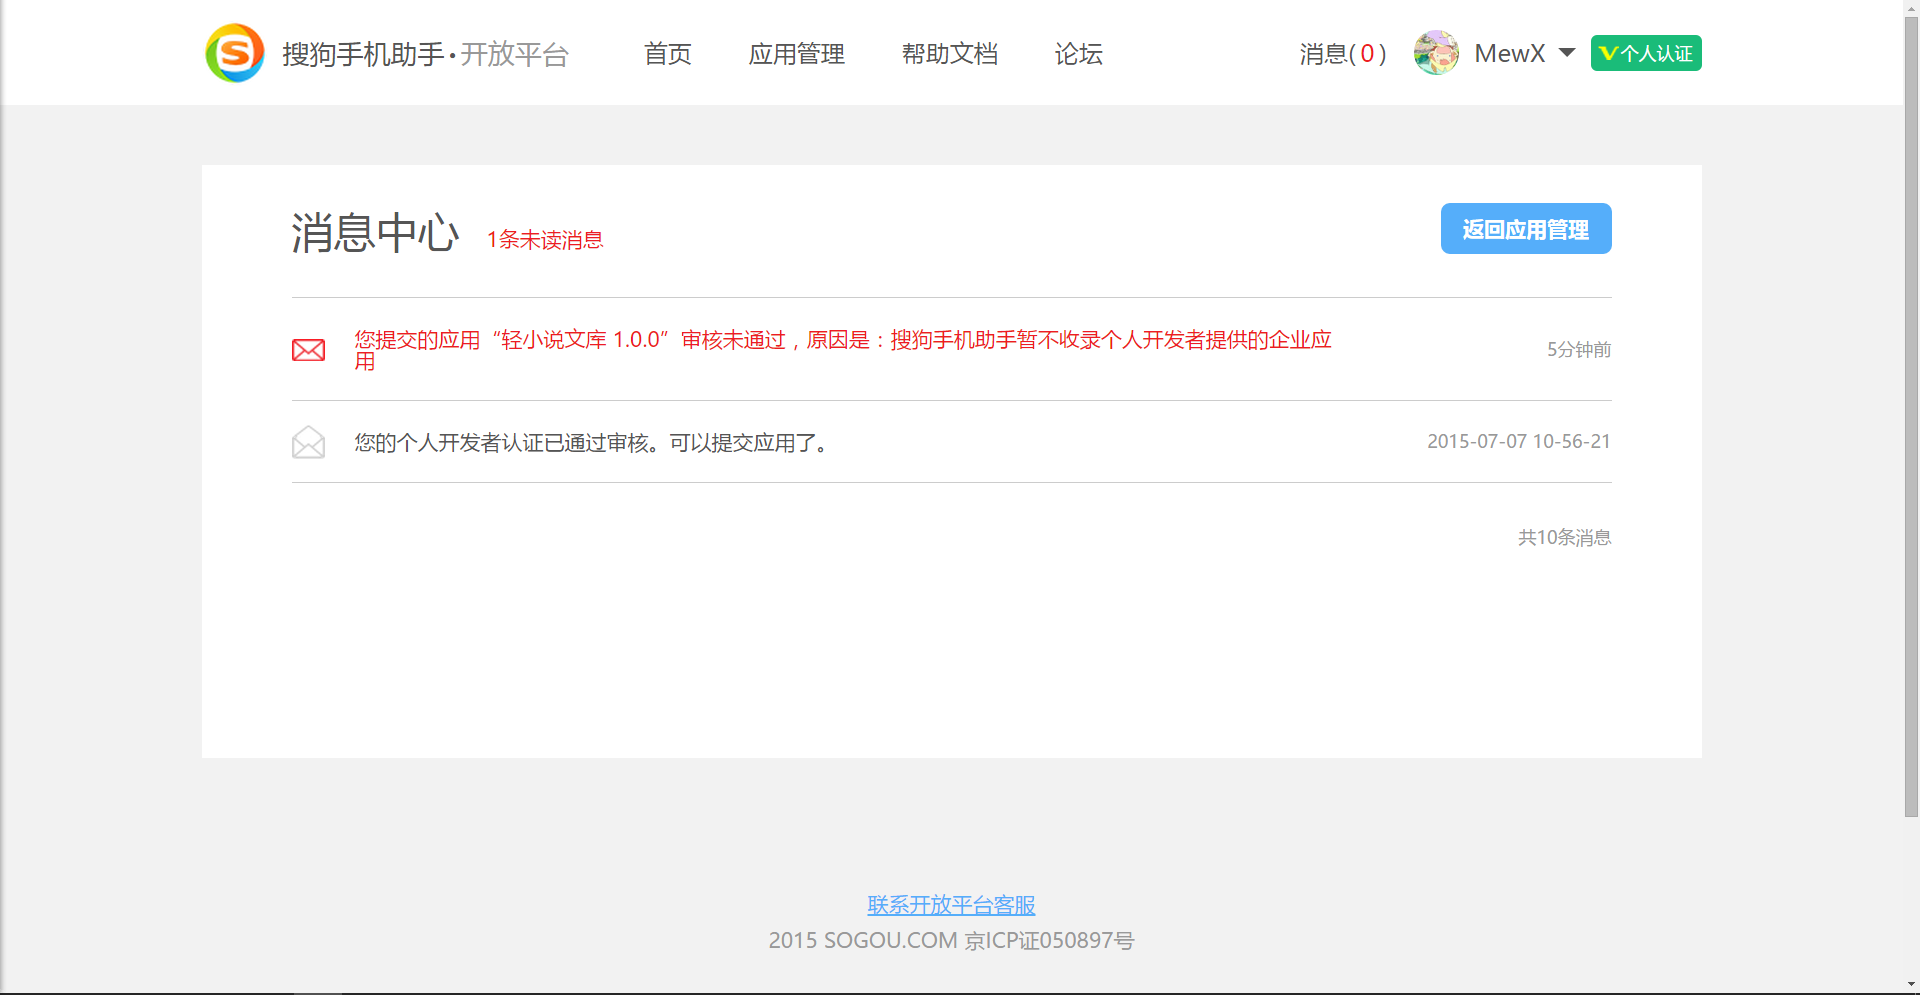 搜狗手机助手·开放平台 首页 应用管理 帮助文档 论坛 消息(0) MewX 个人认证
消息中心 1条未读消息 返回应用管理
您提交的应用“轻小说文库 1.0.0”审核未通过，原因是：搜狗手机助手暂不收录个人开发者提供的企业应
用
5分钟前
您的个人开发者认证已通过审核。可以提交应用了。 2015-07-07 10-56-21
共10条消息
联系开放平台客服
2015 SOGOU.COM 京ICP证050897号